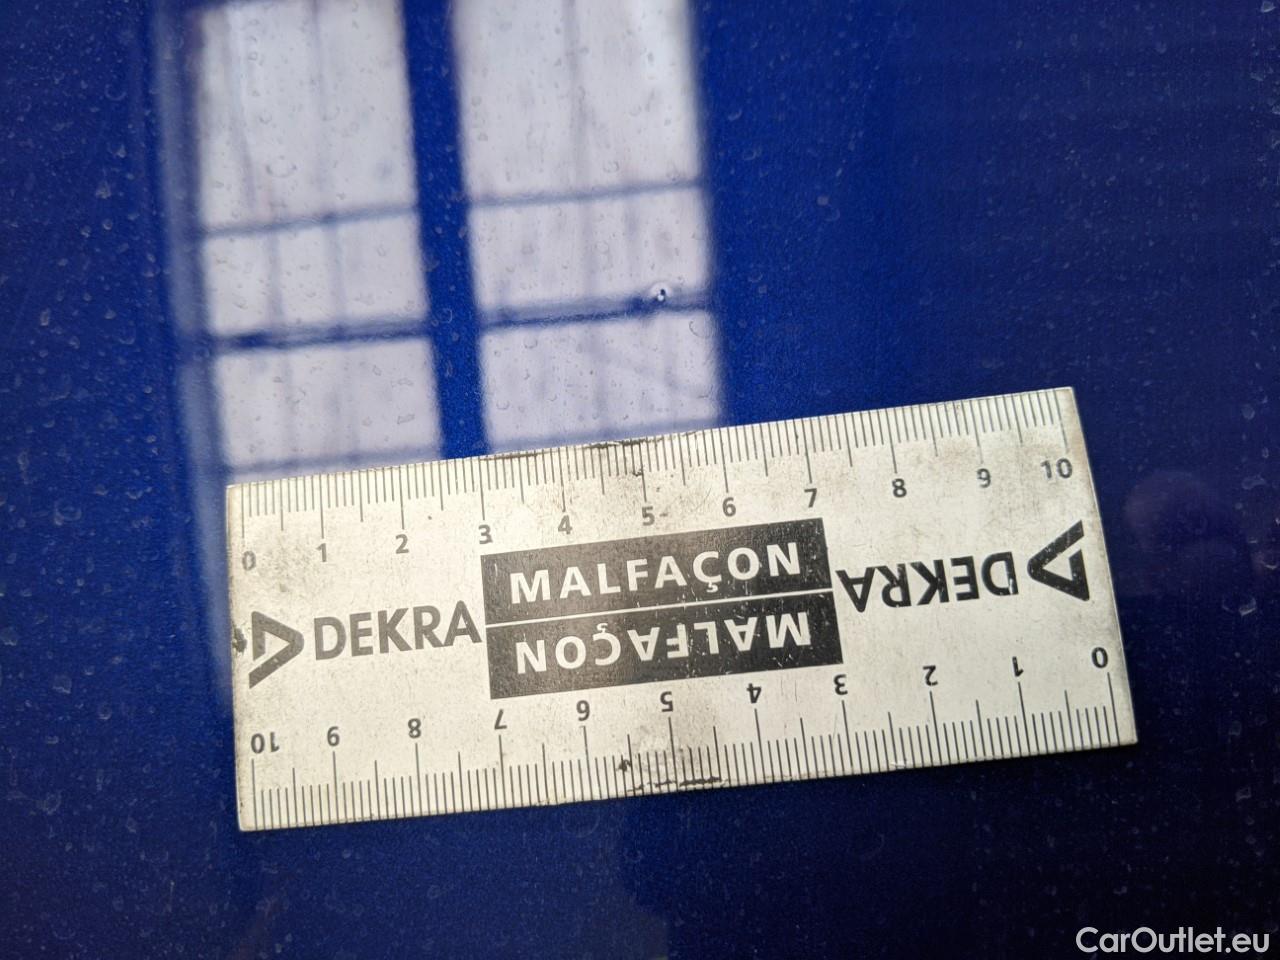 0 1 2 3 4 5 6 7 8 9 10
DEKRA MALFAÇON DEKRA
MALFAÇON
10 9 8 7 6 5 4 3 2 1 0
CarOutlet.eu